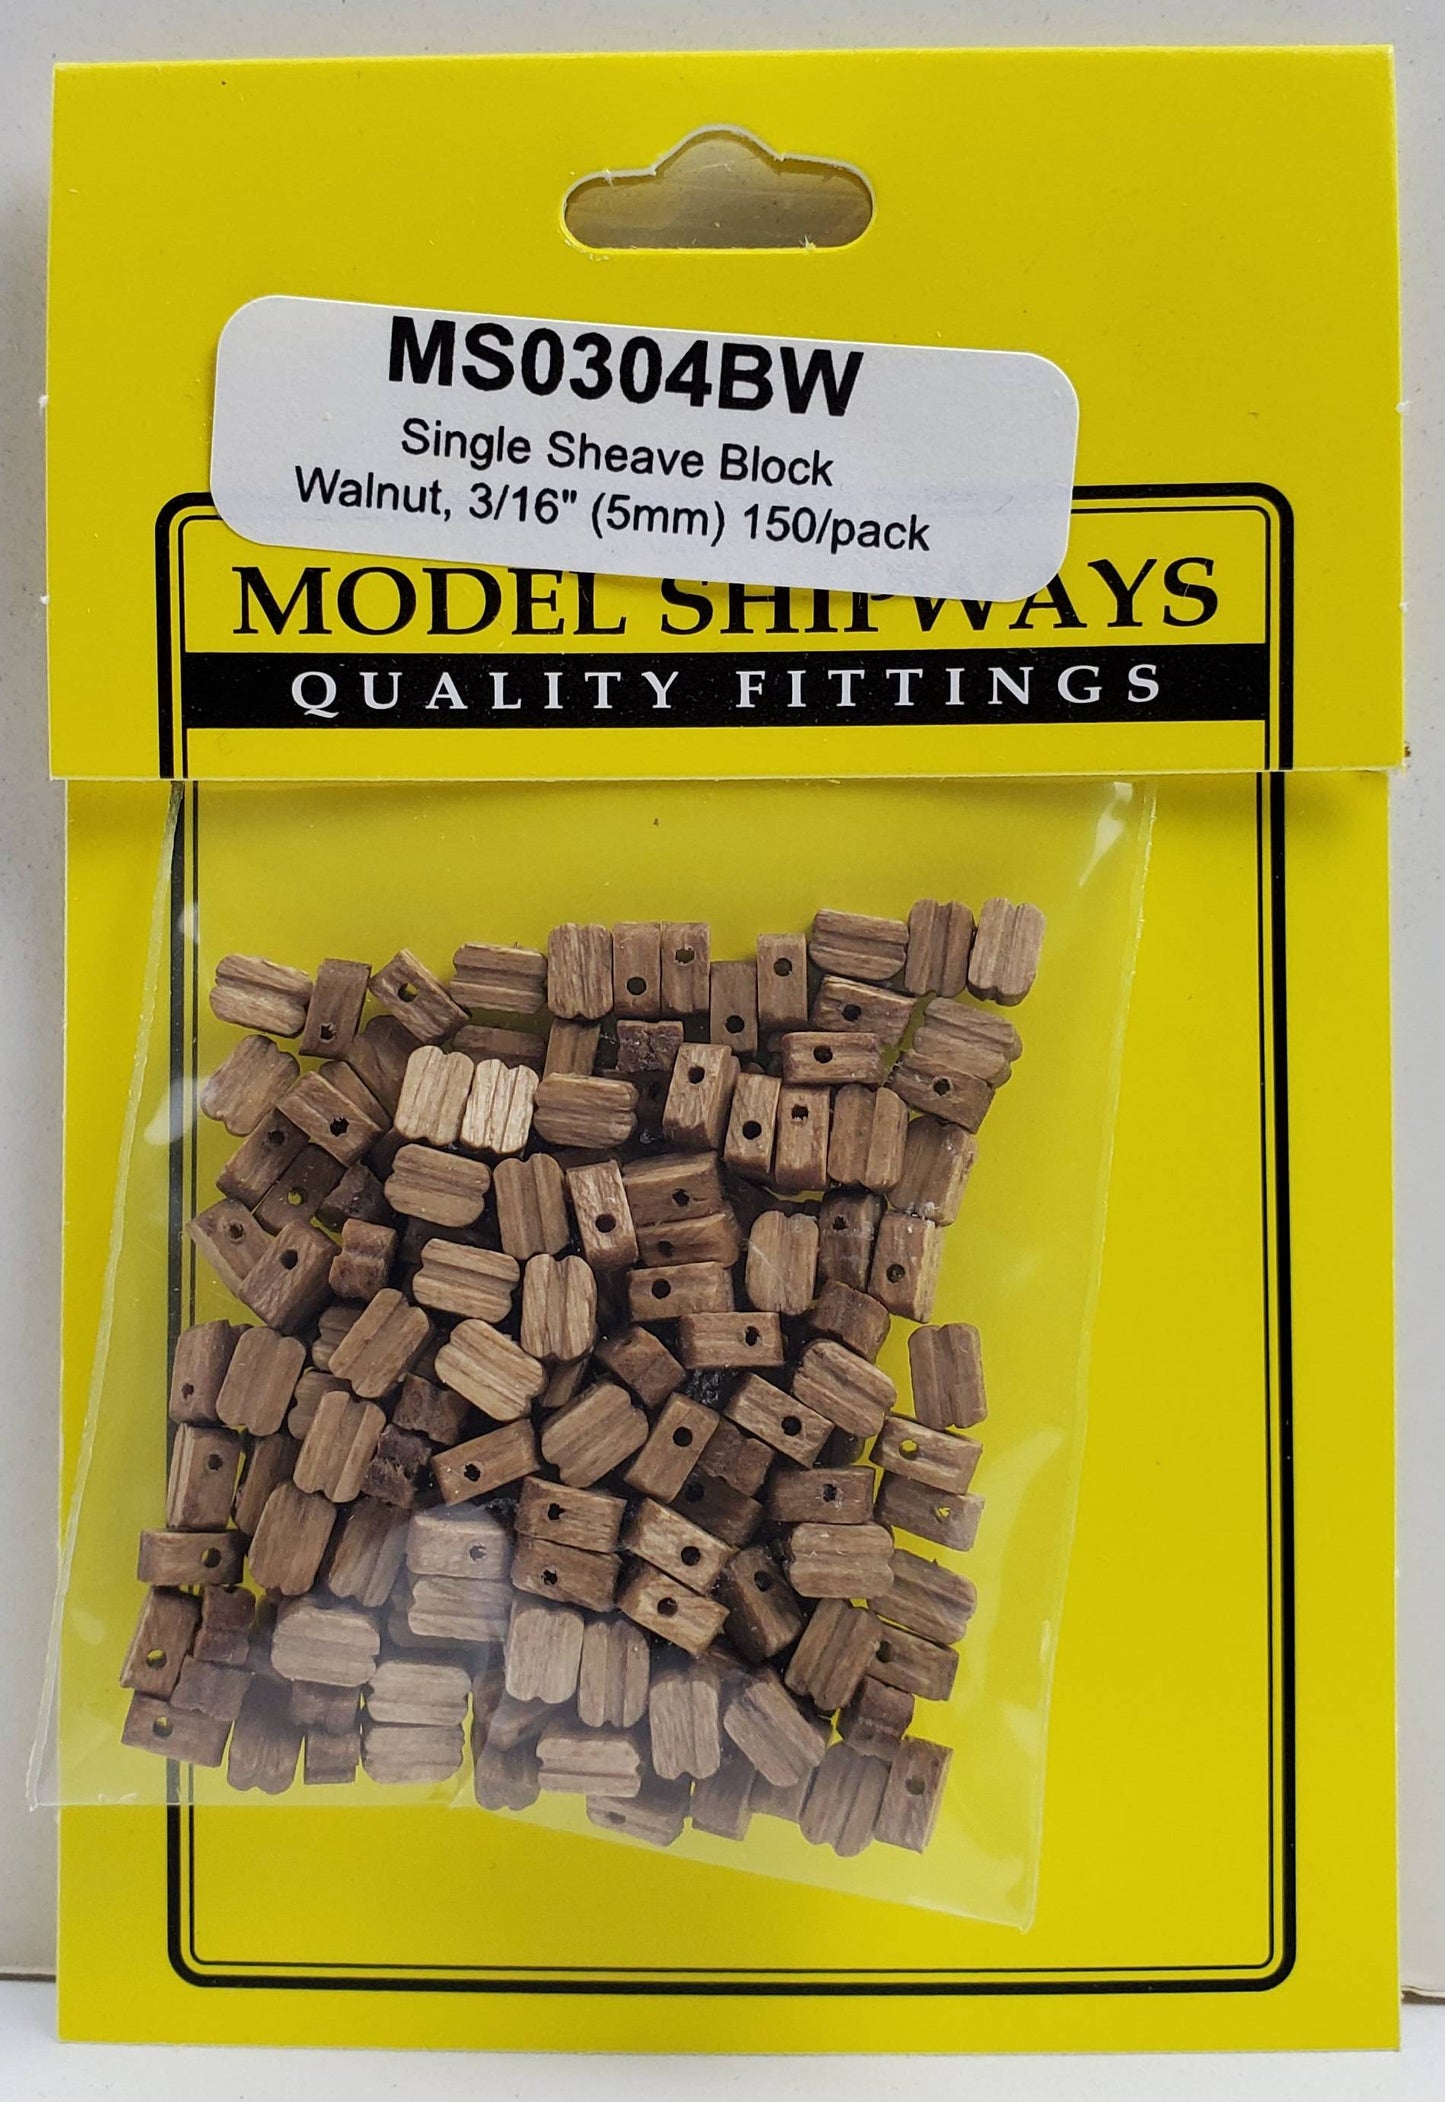 MS0304BW
Single Sheave Block
Walnut, 3/16" (5mm) 150/pack
MODEL SHIPWAYS
QUALITY FITTINGS